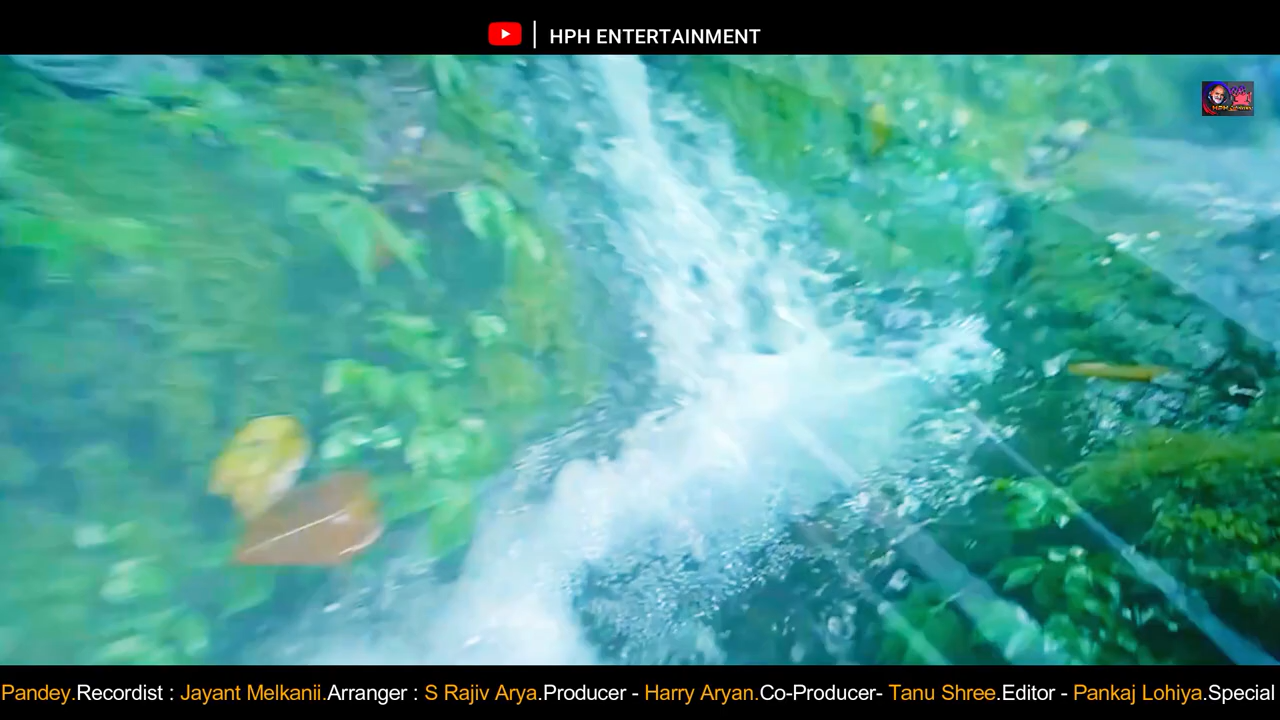 HPH ENTERTAINMENT
Pandey.Recordist : Jayant Melkanii.Arranger : S Rajiv Arya.Producer - Harry Aryan.Co-Producer- Tanu Shree.Editor - Pankaj Lohiya.Special